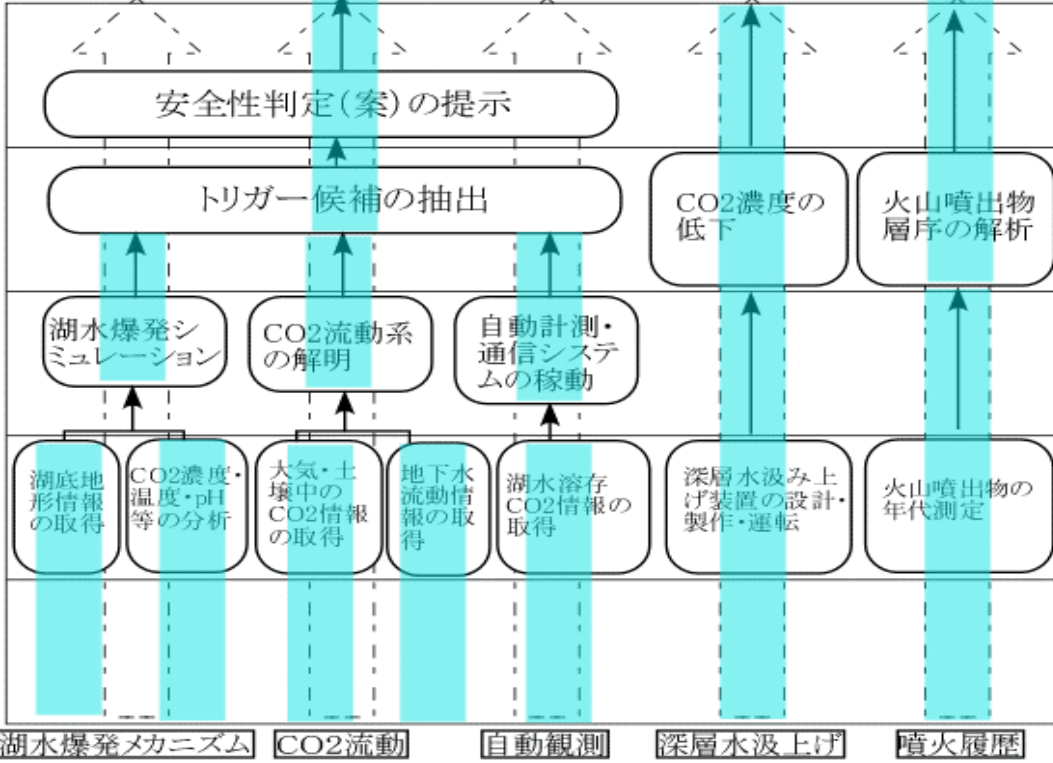 安全性判定(案)の提示
トリガー候補の抽出
CO2濃度の
低下
火山噴出物
層序の解析
湖水爆発シ
ミュレーション
CO2流動系
の解明
自動計測・
通信システ
ムの稼動
湖底地
形情報
の取得
CO2濃度・
温度・pH
等の分析
大気・土
壌中の
CO2情報
の取得
地下水
流動情
報の取
得
湖水溶存
CO2情報の
取得
深層水汲み上
げ装置の設計・
製作・運転
火山噴出物の
年代測定
湖水爆発メカニズム
CO2流動
自動観測
深層水汲上げ
噴火履歴